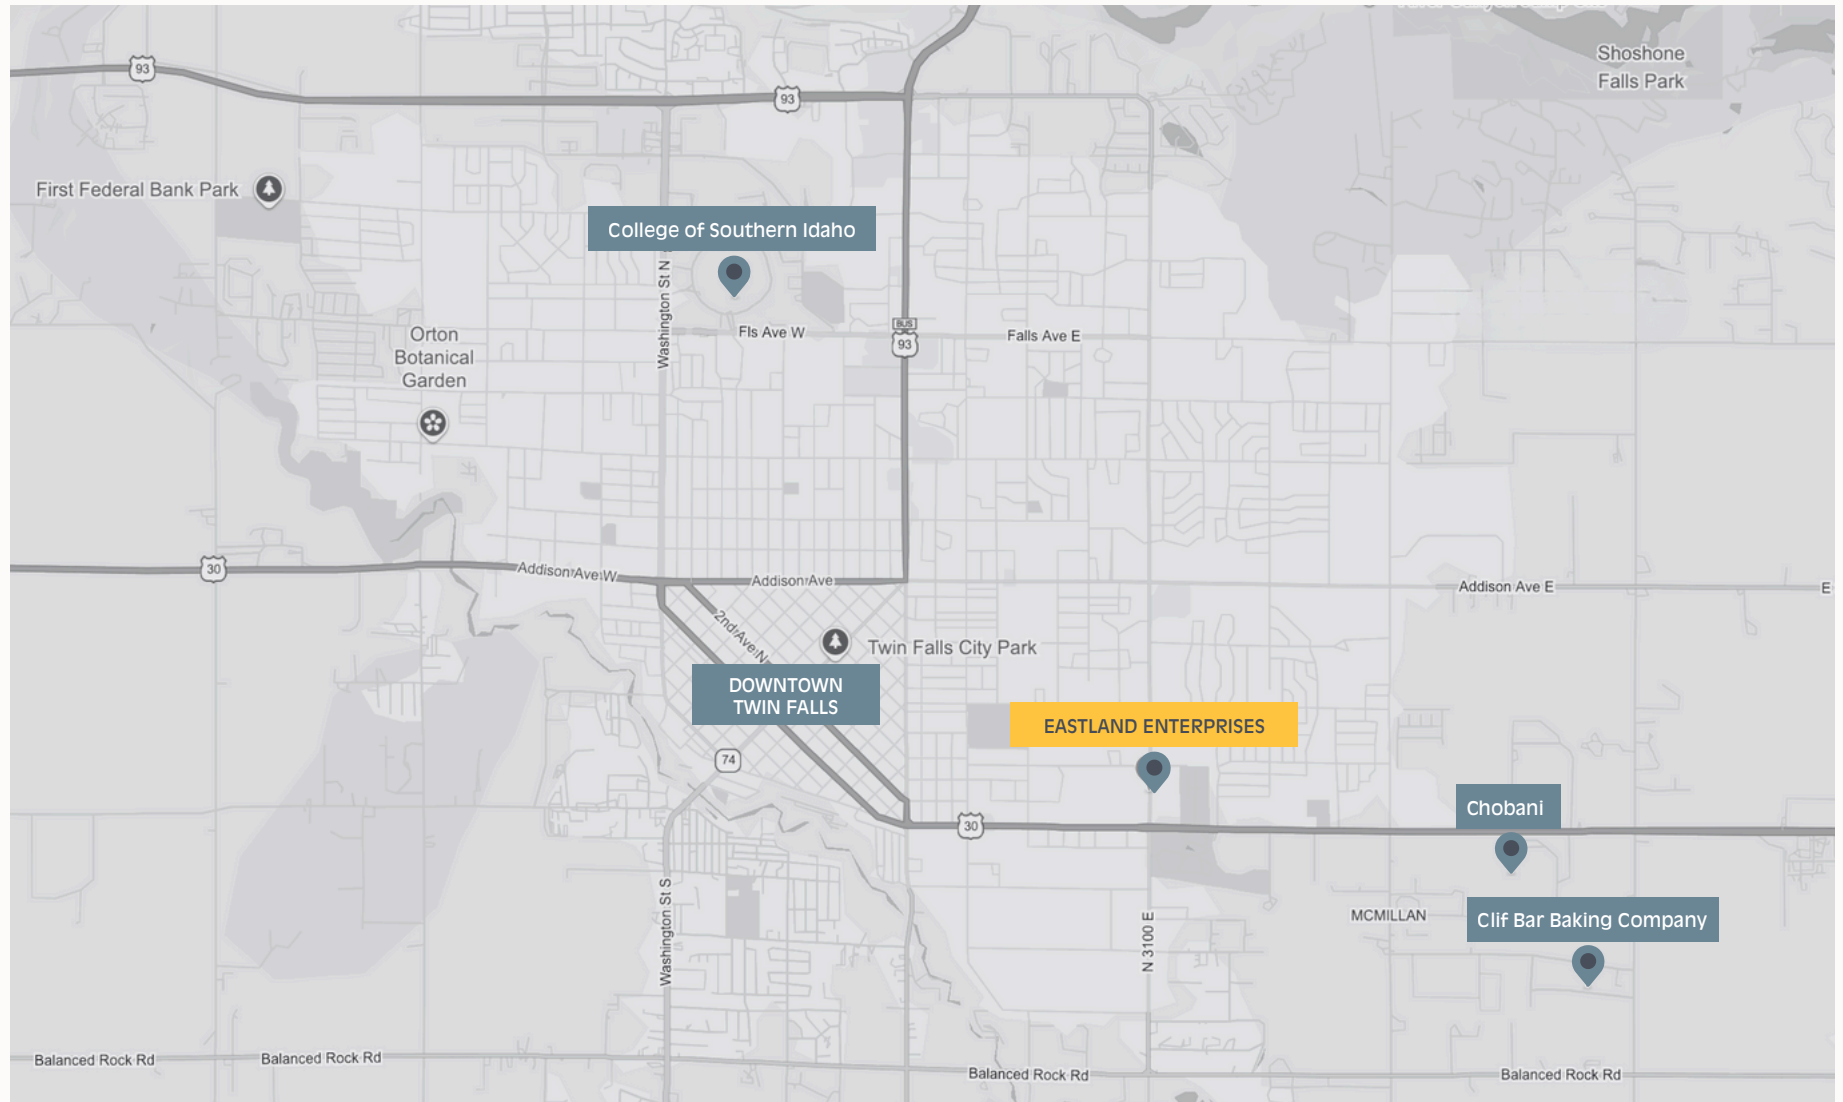 Shoshone
Falls Park
93
93
First Federal Bank Park
College of Southern Idaho
Washington St N
Fls Ave W
BUS
93
Falls Ave E
Orton
Botanical
Garden
30
Addison Ave W
Addison Ave
Addison Ave E
E
2nd Ave N
Twin Falls City Park
DOWNTOWN
TWIN FALLS
EASTLAND ENTERPRISES
74
30
Chobani
Washington St S
N 3100 E
MCMILLAN
Clif Bar Baking Company
Balanced Rock Rd
Balanced Rock Rd
Balanced Rock Rd
Balanced Rock Rd